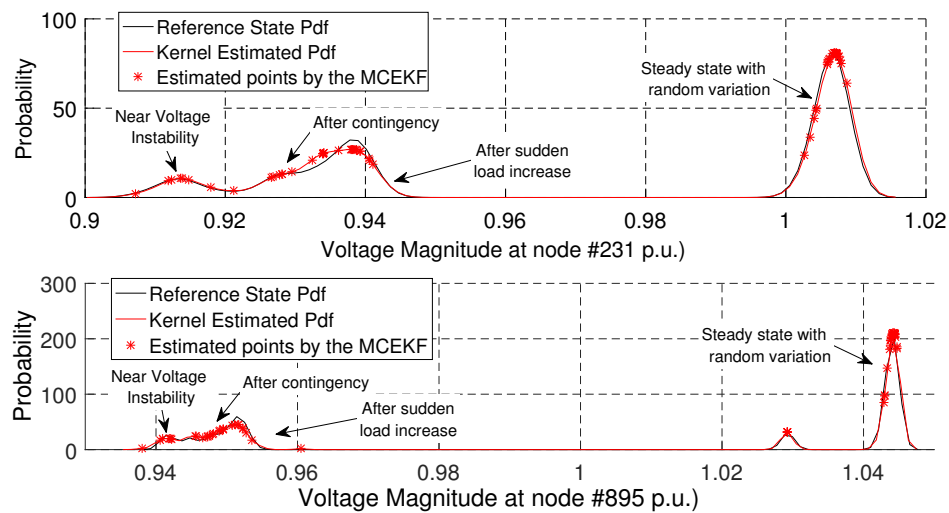 100
50
0
Probability
Reference State Pdf
Kernel Estimated Pdf
Estimated points by the MCEKF
Near Voltage
Instability
After contingency
After sudden
load increase
Steady state with
random variation
0.9
0.92
0.94
0.96
0.98
1
1.02
Voltage Magnitude at node #231 p.u.)
300
200
100
0
Probability
Reference State Pdf
Kernel Estimated Pdf
Estimated points by the MCEKF
Near Voltage
Instability
After contingency
After sudden
load increase
Steady state with
random variation
0.94
0.96
0.98
1
1.02
1.04
Voltage Magnitude at node #895 p.u.)